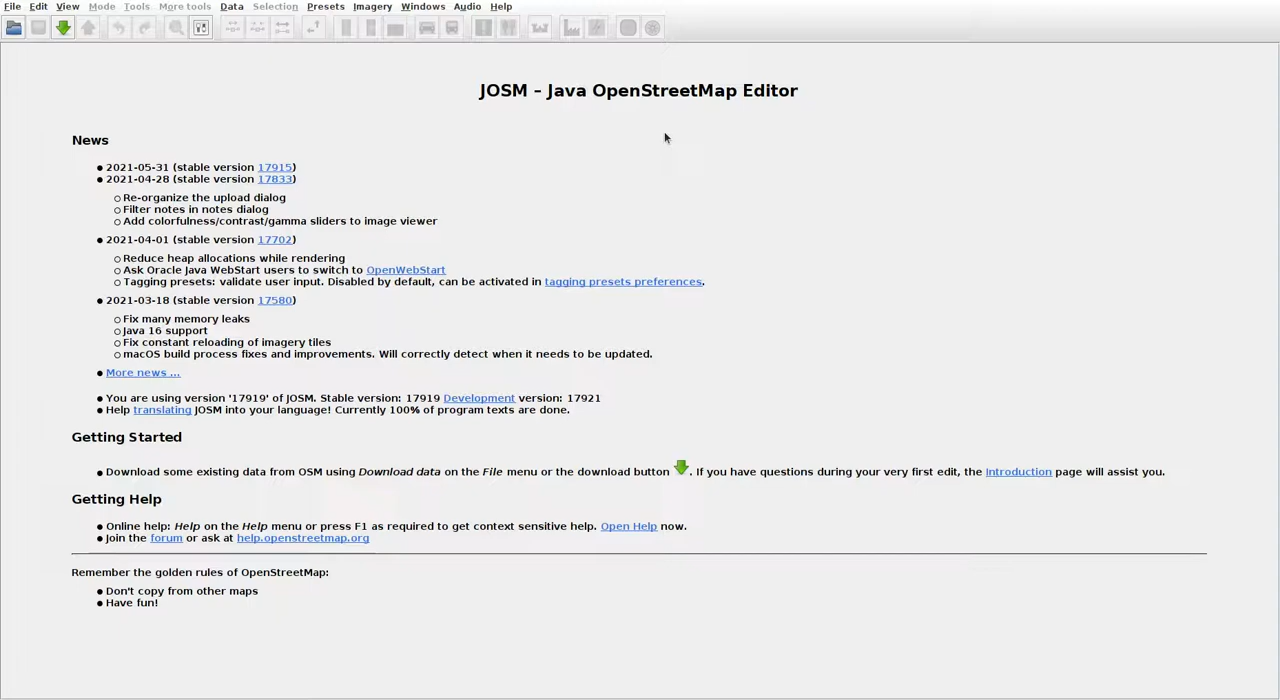 File Edit View Mode Tools More tools Data Selection Presets Imagery Windows Audio Help
JOSM – Java OpenStreetMap Editor
News
2021-05-31 (stable version 17915)
2021-04-28 (stable version 17833)
Re-organize the upload dialog
Filter notes in notes dialog
Add colorfulness/contrast/gamma sliders to image viewer
2021-04-01 (stable version 17702)
Reduce heap allocations while rendering
Ask Oracle Java WebStart users to switch to OpenWebStart
Tagging presets: validate user input. Disabled by default, can be activated in tagging presets preferences.
2021-03-18 (stable version 17580)
Fix many memory leaks
Java 16 support
Fix constant reloading of imagery tiles
macOS build process fixes and improvements. Will correctly detect when it needs to be updated.
More news ...
You are using version '17919' of JOSM. Stable version: 17919 Development version: 17921
Help translating JOSM into your language! Currently 100% of program texts are done.
Getting Started
Download some existing data from OSM using Download data on the File menu or the download button . If you have questions during your very first edit, the Introduction page will assist you.
Getting Help
Online help: Help on the Help menu or press F1 as required to get context sensitive help. Open Help now.
Join the forum or ask at help.openstreetmap.org
Remember the golden rules of OpenStreetMap:
Don't copy from other maps
Have fun!